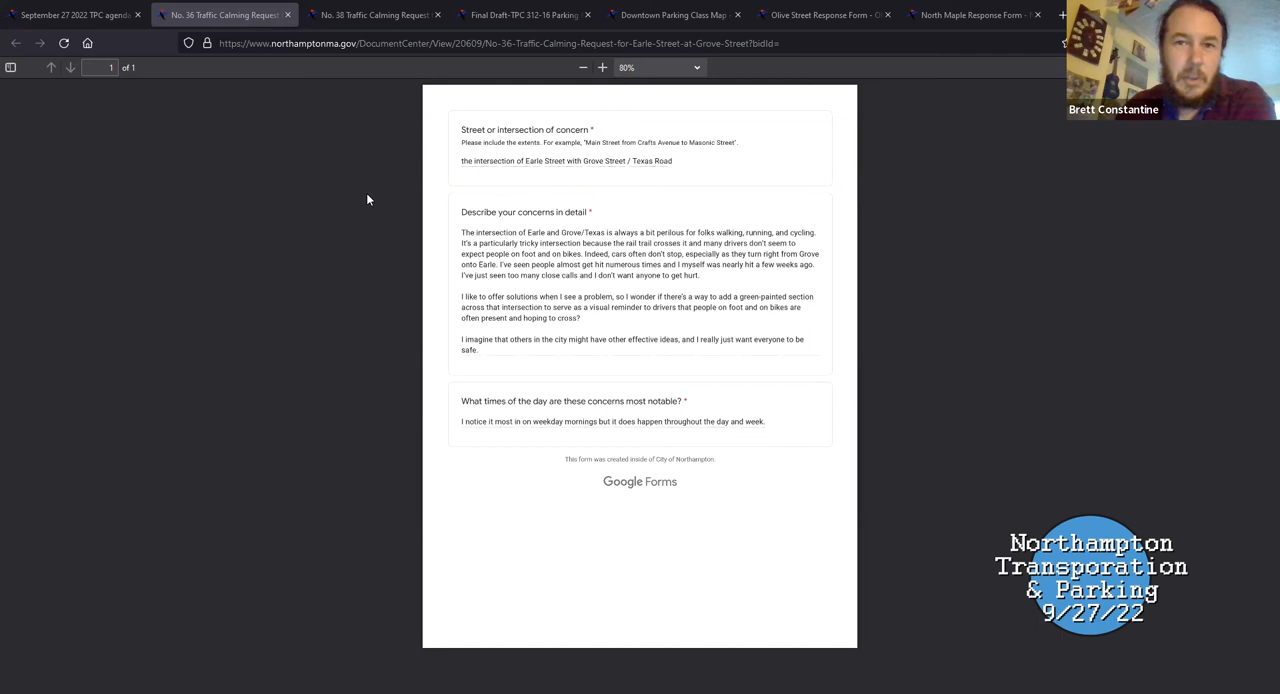 September 27 2022 TPC agenda
No. 36 Traffic Calming Request
No. 38 Traffic Calming Request
Final Draft-TPC 312-16 Parking
Downtown Parking Class Map -
Olive Street Response Form - O
North Maple Response Form -
https://www.northamptonma.gov/DocumentCenter/View/20609/No-36-Traffic-Calming-Request-for-Earle-Street-at-Grove-Street?bidId=
1 of 1
80%
Brett Constantine
Street or intersection of concern *
Please include the extents. For example, "Main Street from Crafts Avenue to Masonic Street".
the intersection of Earle Street with Grove Street / Texas Road
Describe your concerns in detail *
The intersection of Earle and Grove/Texas is always a bit perilous for folks walking, running, and cycling.
It's a particularly tricky intersection because the rail trail crosses it and many drivers don't seem to
expect people on foot and on bikes. Indeed, cars often don't stop, especially as they turn right from Grove
onto Earle. I've seen people almost get hit numerous times and I myself was nearly hit a few weeks ago.
I've just seen too many close calls and I don't want anyone to get hurt.
I like to offer solutions when I see a problem, so I wonder if there's a way to add a green-painted section
across that intersection to serve as a visual reminder to drivers that people on foot and on bikes are
often present and hoping to cross?
I imagine that others in the city might have other effective ideas, and I really just want everyone to be
safe.
What times of the day are these concerns most notable? *
I notice it most in on weekday mornings but it does happen throughout the day and week.
This form was created inside of City of Northampton.
Google Forms
Northampton
Transporation
& Parking
9/27/22